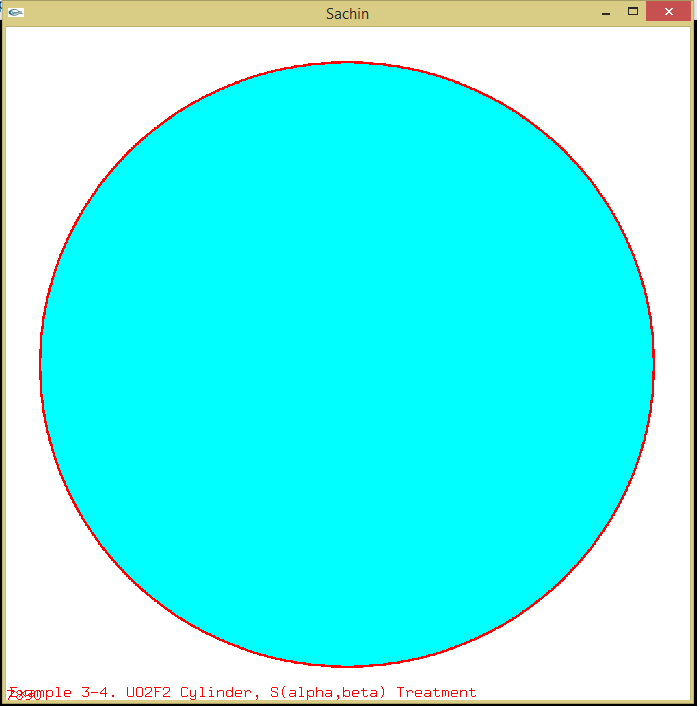 Sachin
Example 3-4. UO2F2 Cylinder, S(alpha,beta) Treatment